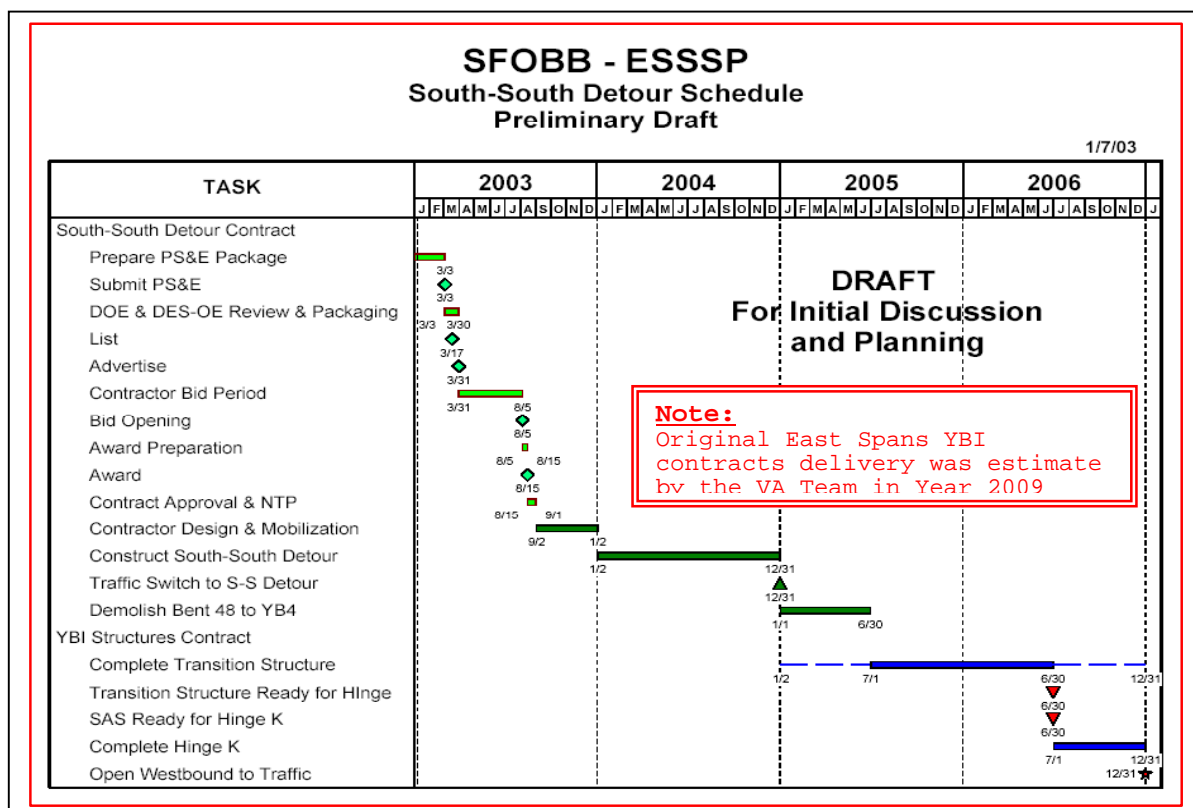 SFOBB - ESSSP
South-South Detour Schedule
Preliminary Draft
1/7/03
TASK 2003 2004 2005 2006
J F M A M J J A S O N D J F M A M J J A S O N D J F M A M J J A S O N D J F M A M J J A S O N D J
South-South Detour Contract
Prepare PS&E Package
3/3
Submit PS&E
3/3
DOE & DES-OE Review & Packaging
3/3 3/30
List
3/17
Advertise
3/31
Contractor Bid Period
3/31 8/5
Bid Opening
8/5
Award Preparation
8/5 8/15
Award
8/15
Contract Approval & NTP
8/15 9/1
Contractor Design & Mobilization
9/2 1/2
Construct South-South Detour
1/2 12/31
Traffic Switch to S-S Detour
12/31
Demolish Bent 48 to YB4
1/1 6/30
YBI Structures Contract
Complete Transition Structure
1/2 7/1 6/30 12/31
Transition Structure Ready for HInge
6/30
SAS Ready for Hinge K
6/30
Complete Hinge K
7/1 12/31
Open Westbound to Traffic
12/31
DRAFT
For Initial Discussion
and Planning
Note:
Original East Spans YBI
contracts delivery was estimate
by the VA Team in Year 2009